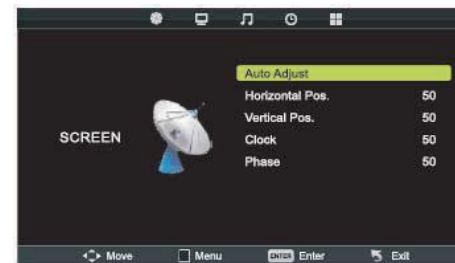 Auto Adjust
Horizontal Pos. 50
Vertical Pos. 50
SCREEN
Clock 50
Phase 50
Move Menu ENTER Enter Exit